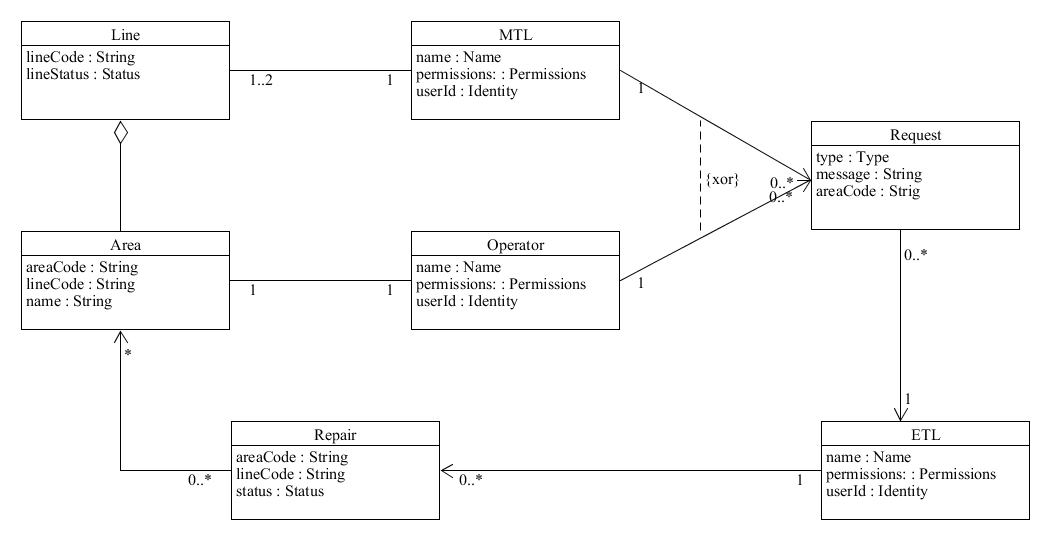 Line
lineCode : String
lineStatus : Status
1..2
1
MTL
name : Name
permissions: : Permissions
userId : Identity
1
Request
type : Type
message : String
areaCode : Strig
{xor}
0..*
0..*
Area
areaCode : String
lineCode : String
name : String
1
1
Operator
name : Name
permissions: : Permissions
userId : Identity
1
0..*
*
1
Repair
areaCode : String
lineCode : String
status : Status
0..*
0..*
1
ETL
name : Name
permissions: : Permissions
userId : Identity